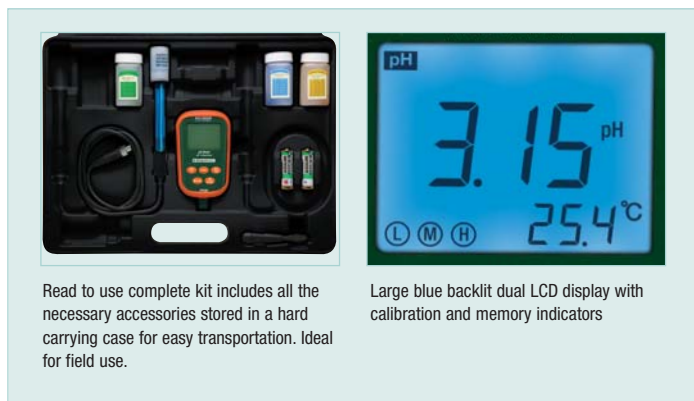 pH
3.15 pH
25.4 °C
L M H
Read to use complete kit includes all the
necessary accessories stored in a hard
carrying case for easy transportation. Ideal
for field use.
Large blue backlit dual LCD display with
calibration and memory indicators